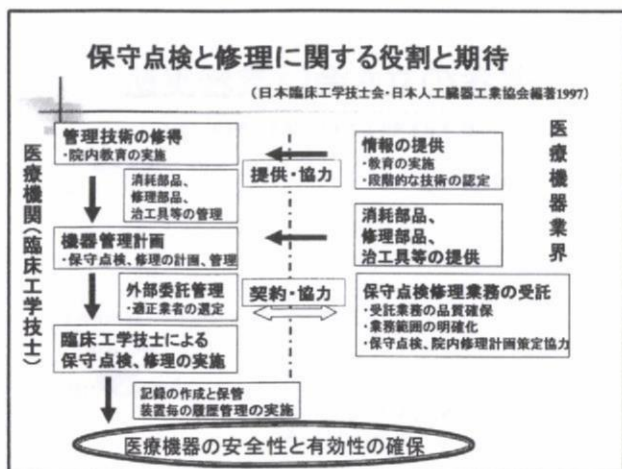 保守点検と修理に関する役割と期待
（日本臨床工学技士会・日本人工臓器工業協会編著1997）
医療機関（臨床工学技士）
管理技術の修得
・院内教育の実施
消耗部品、
修理部品、
治工具等の管理
機器管理計画
・保守点検、修理の計画、管理
外部委託管理
・適正業者の選定
臨床工学技士による
保守点検、修理の実施
記録の作成と保管
装置毎の履歴管理の実施
提供・協力
契約・協力
情報の提供
・教育の実施
・段階的な技術の認定
消耗部品、
修理部品、
治工具等の提供
保守点検修理業務の受託
・受託業務の品質確保
・業務範囲の明確化
・保守点検、院内修理計画策定協力
医療機器業界
医療機器の安全性と有効性の確保